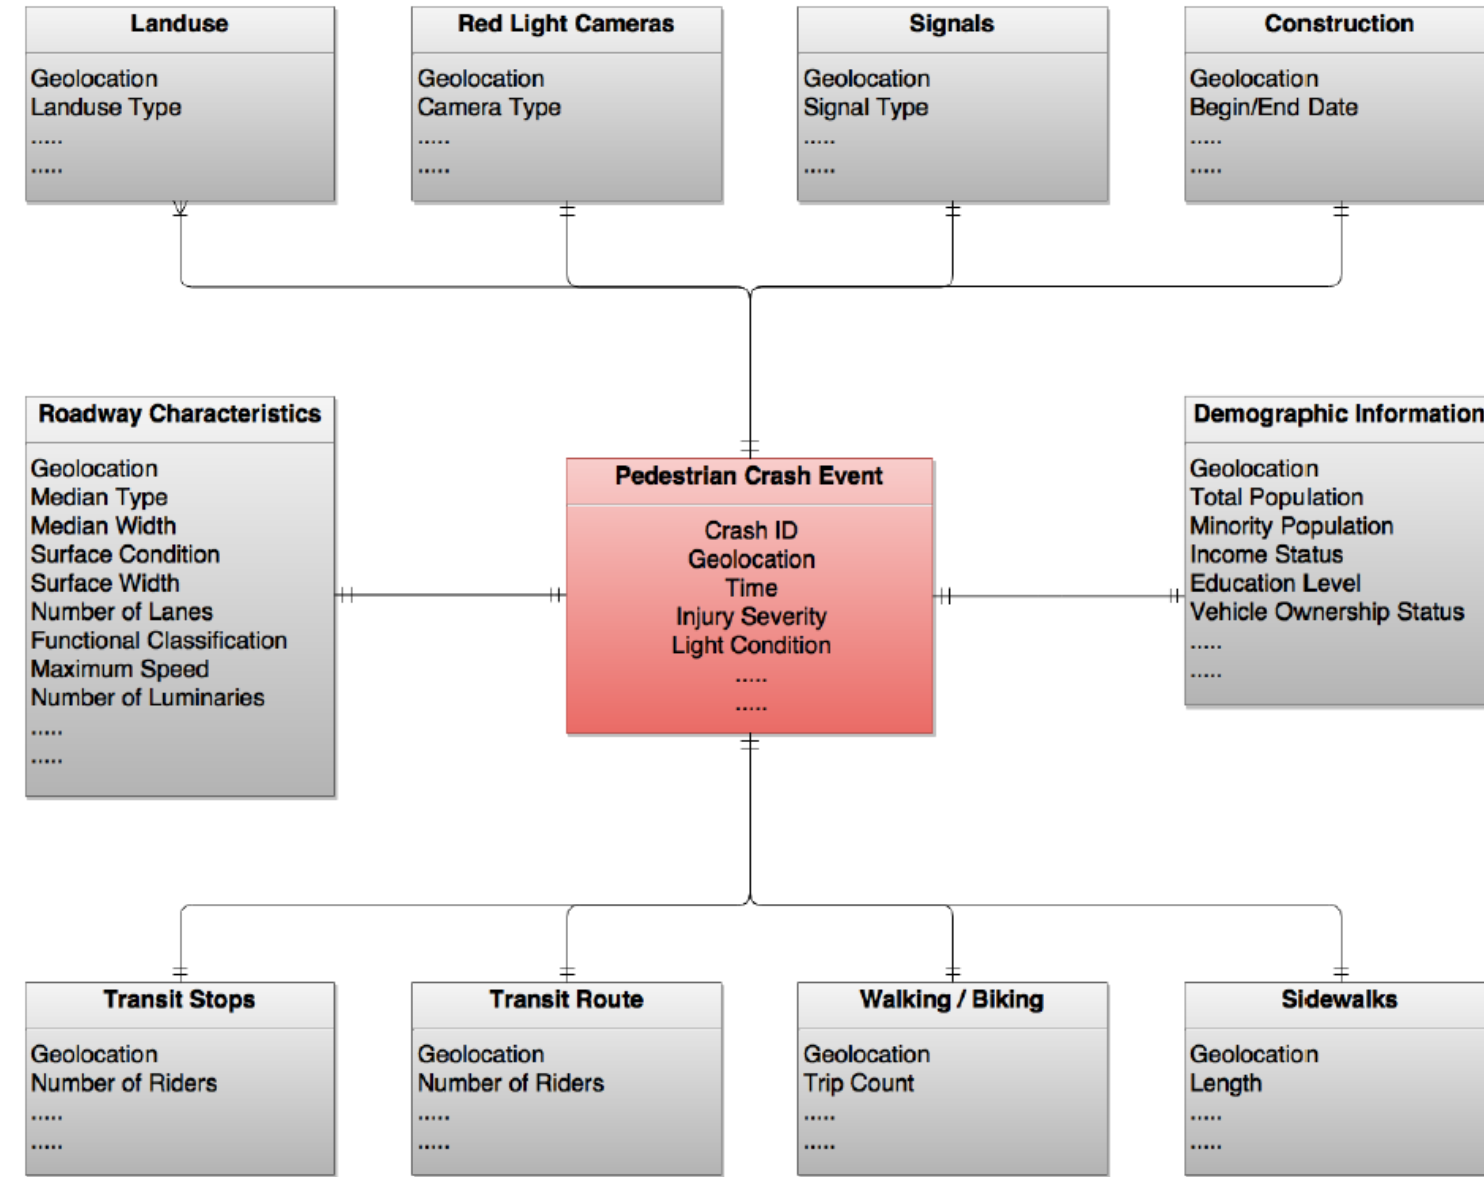 Landuse
Geolocation
Landuse Type
.....
.....
Red Light Cameras
Geolocation
Camera Type
.....
.....
Signals
Geolocation
Signal Type
.....
.....
Construction
Geolocation
Begin/End Date
.....
.....
Roadway Characteristics
Geolocation
Median Type
Median Width
Surface Condition
Surface Width
Number of Lanes
Functional Classification
Maximum Speed
Number of Luminaries
.....
.....
Pedestrian Crash Event
Crash ID
Geolocation
Time
Injury Severity
Light Condition
.....
.....
Demographic Information
Geolocation
Total Population
Minority Population
Income Status
Education Level
Vehicle Ownership Status
.....
.....
Transit Stops
Geolocation
Number of Riders
.....
.....
Transit Route
Geolocation
Number of Riders
.....
.....
Walking / Biking
Geolocation
Trip Count
.....
.....
Sidewalks
Geolocation
Length
.....
.....